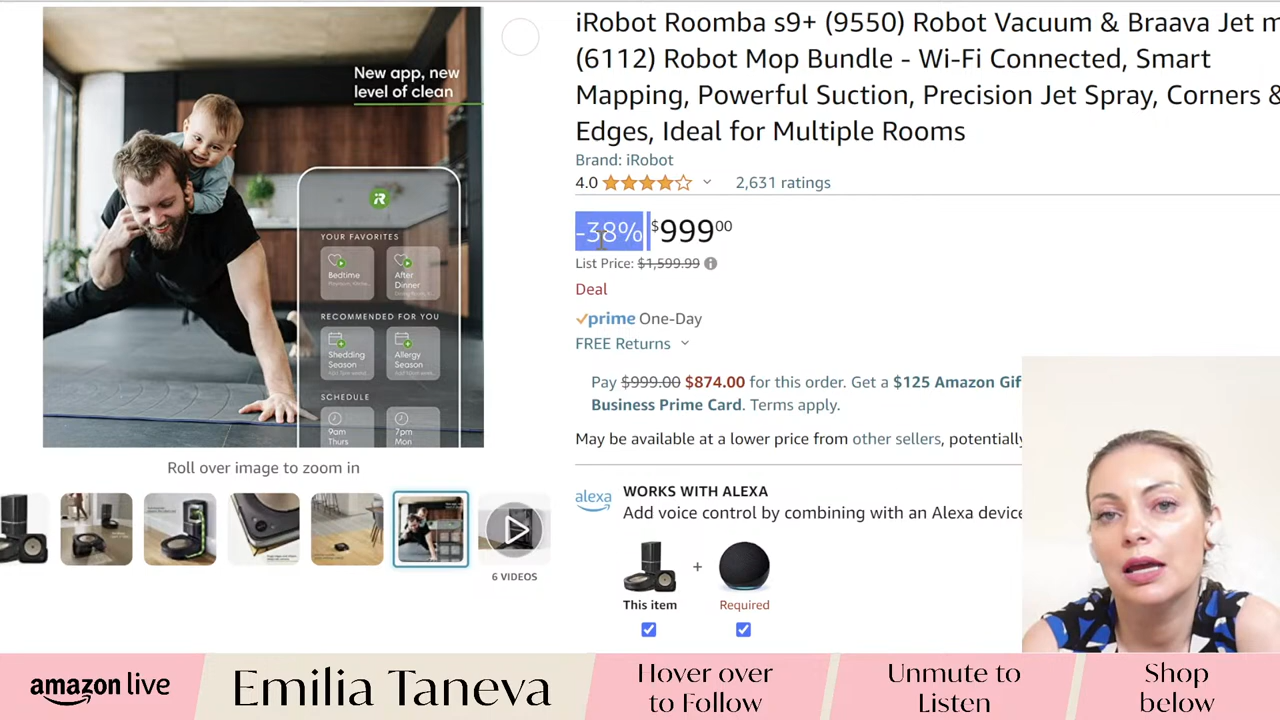 New app, new
level of clean
YOUR FAVORITES
Bedtime
After
Dinner
RECOMMENDED FOR YOU
Shedding
Season
Allergy
Season
SCHEDULE
9am
Thurs
7pm
Mon
Roll over image to zoom in
6 VIDEOS
iRobot Roomba s9+ (9550) Robot Vacuum & Braava Jet m
(6112) Robot Mop Bundle - Wi-Fi Connected, Smart
Mapping, Powerful Suction, Precision Jet Spray, Corners &
Edges, Ideal for Multiple Rooms
Brand: iRobot
4.0 2,631 ratings
-38% $99900
List Price: $1,599.99
Deal
prime One-Day
FREE Returns
Pay $999.00 $874.00 for this order. Get a $125 Amazon Gif
Business Prime Card. Terms apply.
May be available at a lower price from other sellers, potentially
alexa
WORKS WITH ALEXA
Add voice control by combining with an Alexa device
+
This item
Required
amazon live
Emilia Taneva
Hover over
to Follow
Unmute to
Listen
Shop
below